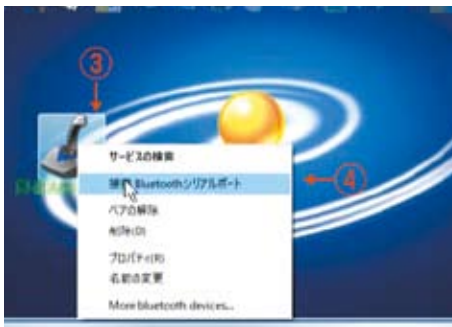 ③
サービスの検索
接続 Bluetoothシリアルポート
④
ペアの解除
削除(D)
プロパティ(R)
名前の変更
More bluetooth devices...